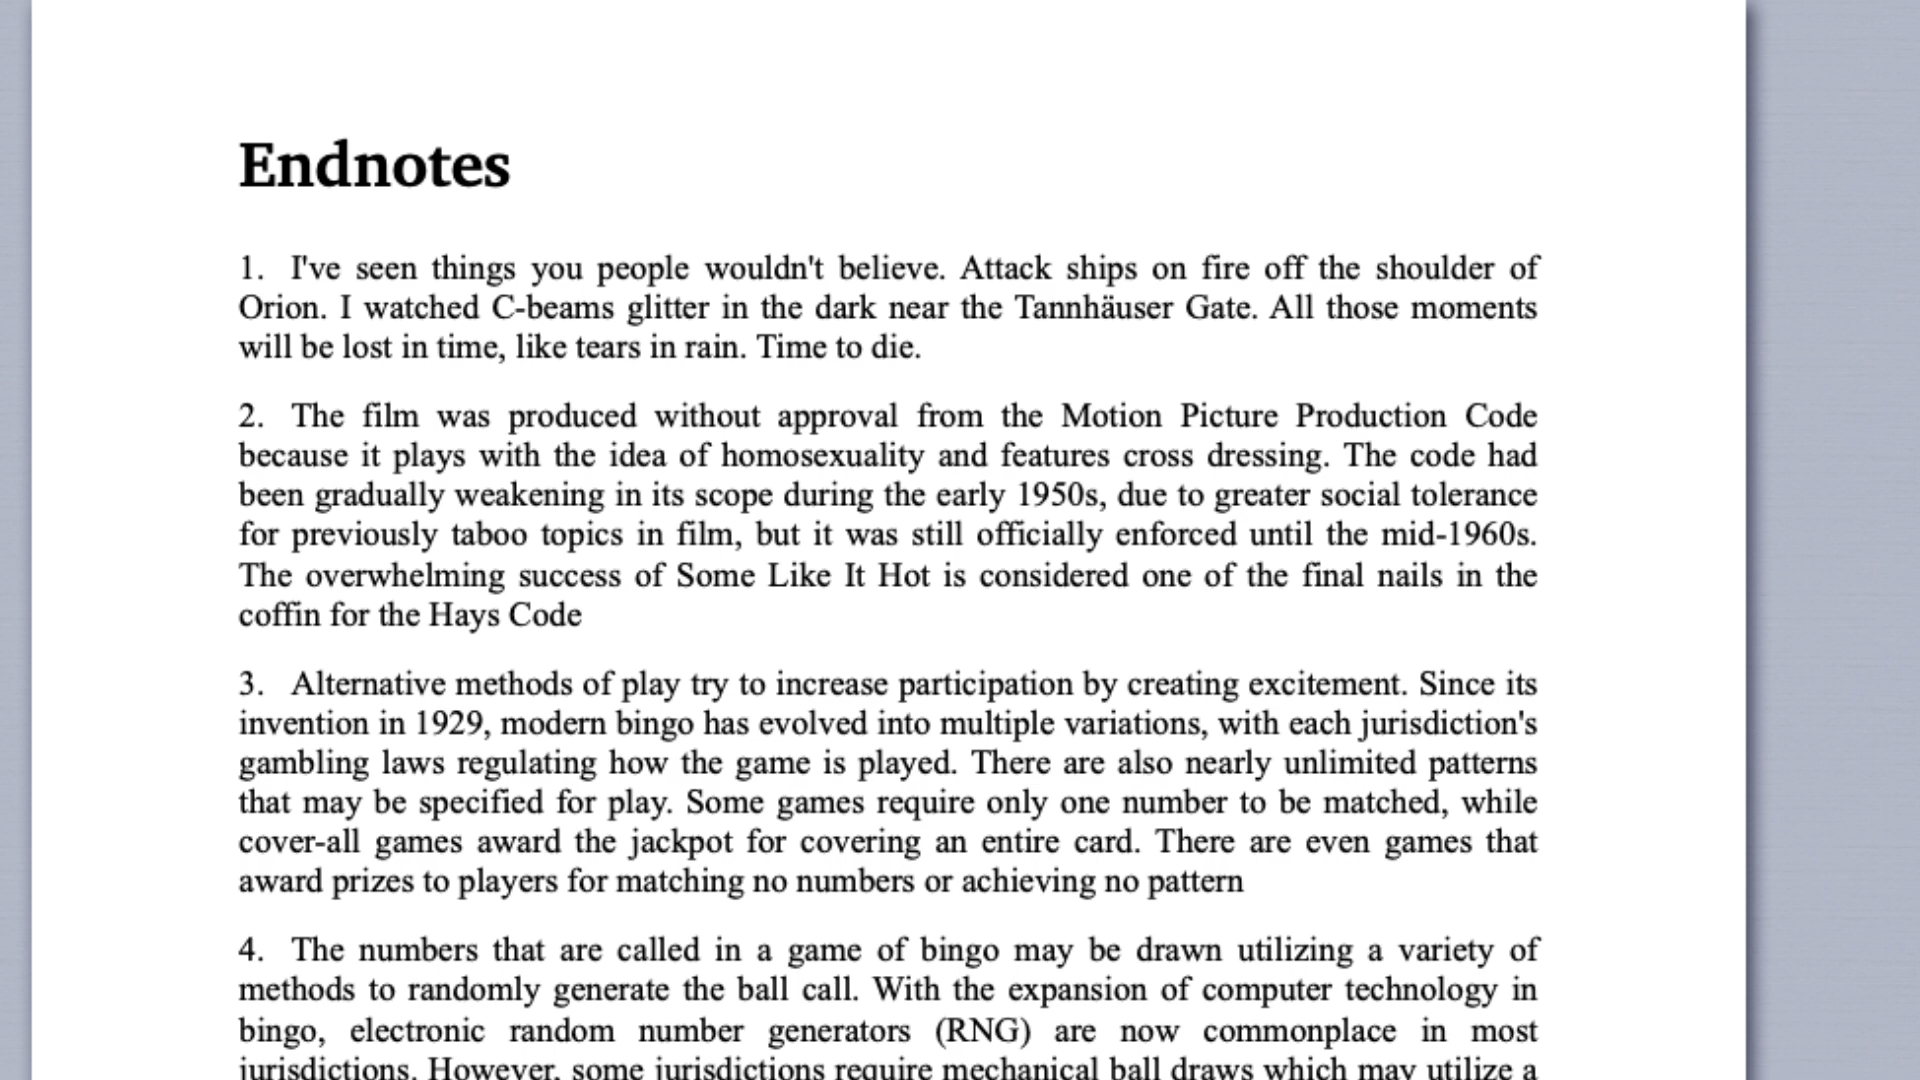 Endnotes
1. I've seen things you people wouldn't believe. Attack ships on fire off the shoulder of
Orion. I watched C-beams glitter in the dark near the Tannhäuser Gate. All those moments
will be lost in time, like tears in rain. Time to die.
2. The film was produced without approval from the Motion Picture Production Code
because it plays with the idea of homosexuality and features cross dressing. The code had
been gradually weakening in its scope during the early 1950s, due to greater social tolerance
for previously taboo topics in film, but it was still officially enforced until the mid-1960s.
The overwhelming success of Some Like It Hot is considered one of the final nails in the
coffin for the Hays Code
3. Alternative methods of play try to increase participation by creating excitement. Since its
invention in 1929, modern bingo has evolved into multiple variations, with each jurisdiction's
gambling laws regulating how the game is played. There are also nearly unlimited patterns
that may be specified for play. Some games require only one number to be matched, while
cover-all games award the jackpot for covering an entire card. There are even games that
award prizes to players for matching no numbers or achieving no pattern
4. The numbers that are called in a game of bingo may be drawn utilizing a variety of
methods to randomly generate the ball call. With the expansion of computer technology in
bingo, electronic random number generators (RNG) are now commonplace in most
jurisdictions. However, some jurisdictions require mechanical ball draws which may utilize a